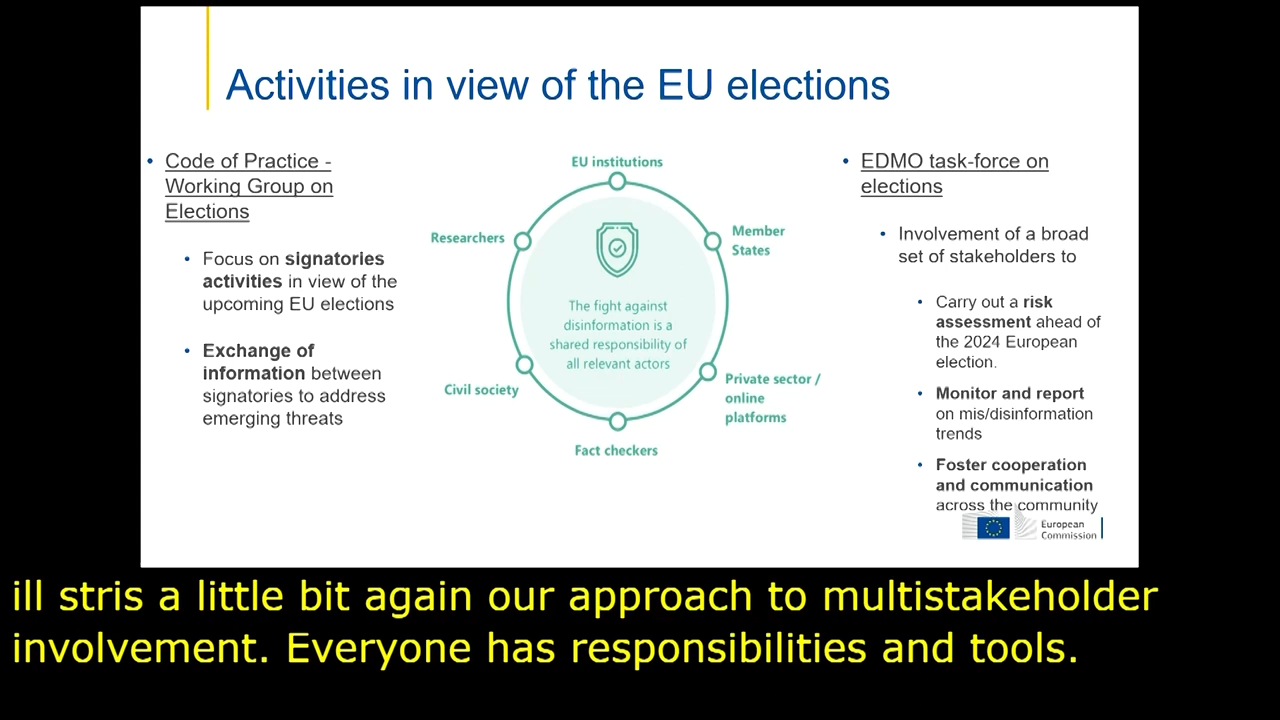 Activities in view of the EU elections
• Code of Practice -
Working Group on
Elections
• Focus on signatories
activities in view of the
upcoming EU elections
• Exchange of
information between
signatories to address
emerging threats
EU institutions
Researchers
Member
States
The fight against
disinformation is a
shared responsibility of
all relevant actors
Civil society
Private sector /
online
platforms
Fact checkers
• EDMO task-force on
elections
• Involvement of a broad
set of stakeholders to
• Carry out a risk
assessment ahead of
the 2024 European
election.
• Monitor and report
on mis/disinformation
trends
• Foster cooperation
and communication
across the community
European
Commission
ill stris a little bit again our approach to multistakeholder
involvement. Everyone has responsibilities and tools.